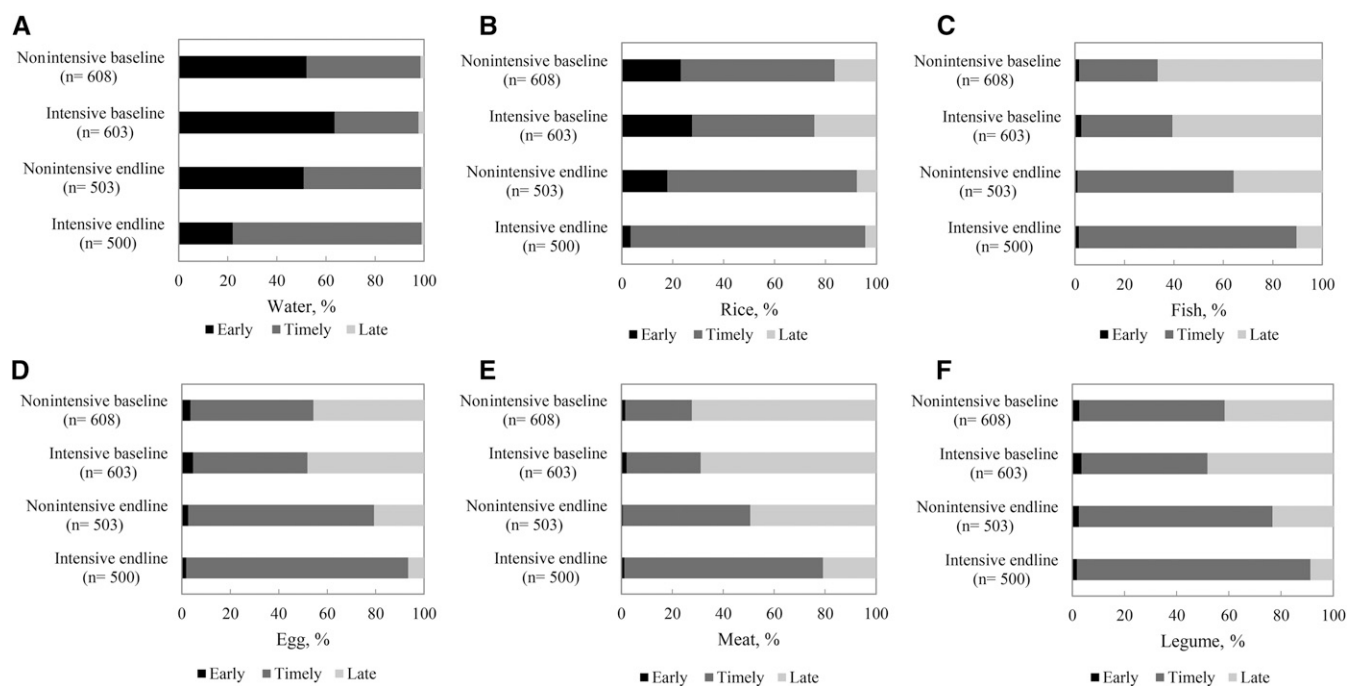 A
Nonintensive baseline
(n= 608)
Intensive baseline
(n= 603)
Nonintensive endline
(n= 503)
Intensive endline
(n= 500)
0 20 40 60 80 100
Water, %
Early Timely Late
B
Nonintensive baseline
(n= 608)
Intensive baseline
(n= 603)
Nonintensive endline
(n= 503)
Intensive endline
(n= 500)
0 20 40 60 80 100
Rice, %
Early Timely Late
C
Nonintensive baseline
(n= 608)
Intensive baseline
(n= 603)
Nonintensive endline
(n= 503)
Intensive endline
(n= 500)
0 20 40 60 80 100
Fish, %
Early Timely Late
D
Nonintensive baseline
(n= 608)
Intensive baseline
(n= 603)
Nonintensive endline
(n= 503)
Intensive endline
(n= 500)
0 20 40 60 80 100
Egg, %
Early Timely Late
E
Nonintensive baseline
(n= 608)
Intensive baseline
(n= 603)
Nonintensive endline
(n= 503)
Intensive endline
(n= 500)
0 20 40 60 80 100
Meat, %
Early Timely Late
F
Nonintensive baseline
(n= 608)
Intensive baseline
(n= 603)
Nonintensive endline
(n= 503)
Intensive endline
(n= 500)
0 20 40 60 80 100
Legume, %
Early Timely Late